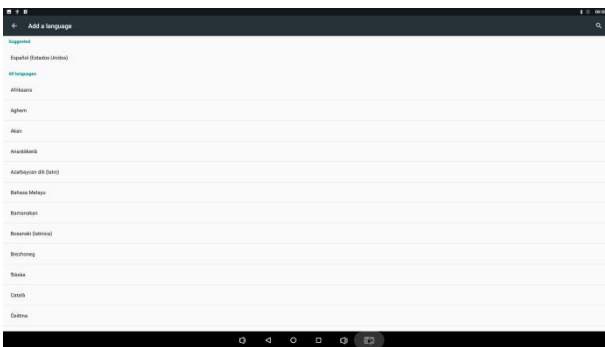 Add a language
Suggested
Español (Estados Unidos)
All languages
Afrikaans
Aghem
Akan
Azərbaycan dili (latın)
Bahasa Melayu
Bamanakan
Bosanski (latinica)
Brezhoneg
Català
Čeština